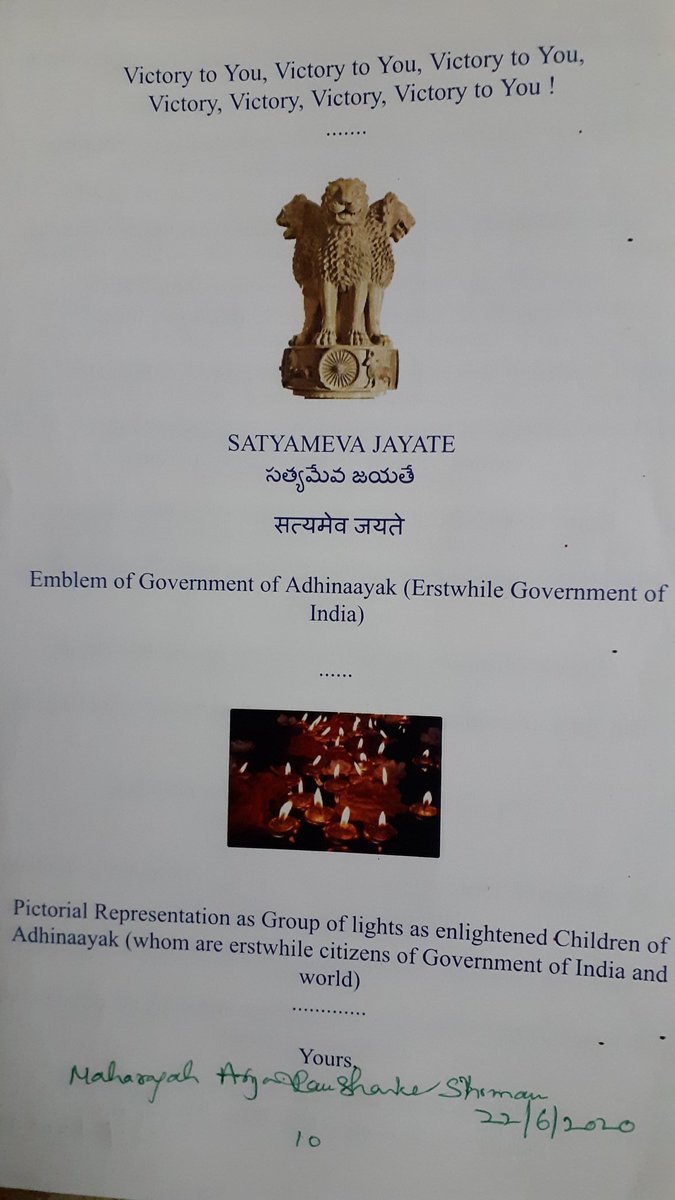 Victory to You, Victory to You, Victory to You,
Victory, Victory, Victory, Victory to You !
.......
SATYAMEVA JAYATE
సత్యమేవ జయతే
सत्यमेव जयते
Emblem of Government of Adhinaayak (Erstwhile Government of
India)
......
Pictorial Representation as Group of lights as enlightened Children of
Adhinaayak (whom are erstwhile citizens of Government of India and
world)
.............
Yours,
Maharajah
22/6/2020
10